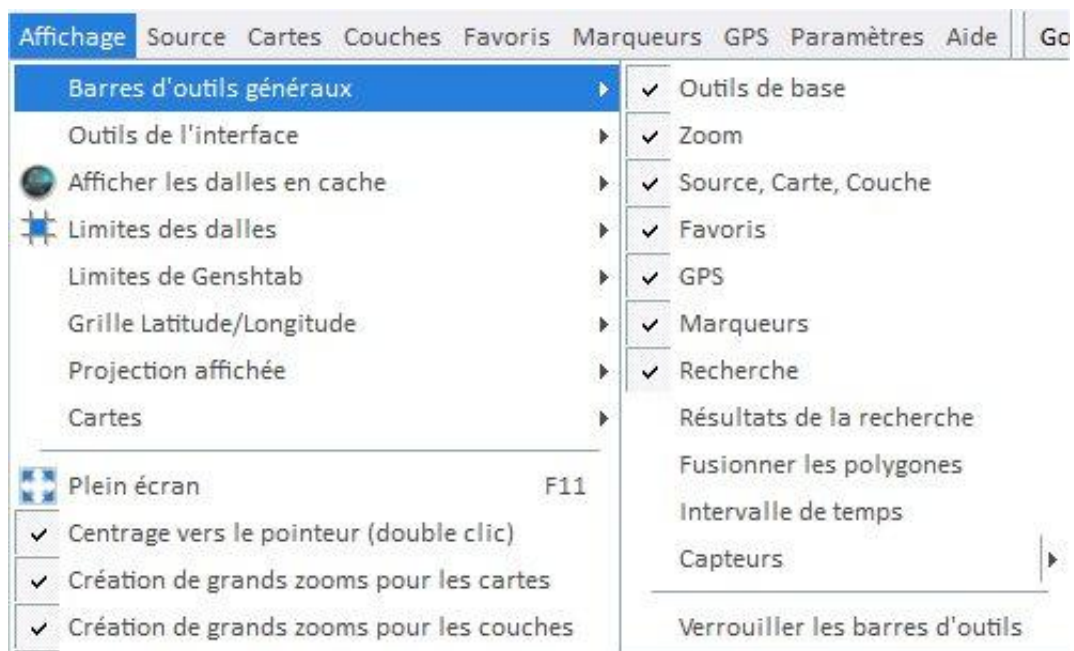 Affichage Source Cartes Couches Favoris Marqueurs GPS Paramètres Aide Go
Barres d'outils généraux
Outils de l'interface
Afficher les dalles en cache
Limites des dalles
Limites de Genshtab
Grille Latitude/Longitude
Projection affichée
Cartes
Plein écran F11
Centrage vers le pointeur (double clic)
Création de grands zooms pour les cartes
Création de grands zooms pour les couches
Outils de base
Zoom
Source, Carte, Couche
Favoris
GPS
Marqueurs
Recherche
Résultats de la recherche
Fusionner les polygones
Intervalle de temps
Capteurs
Verrouiller les barres d'outils